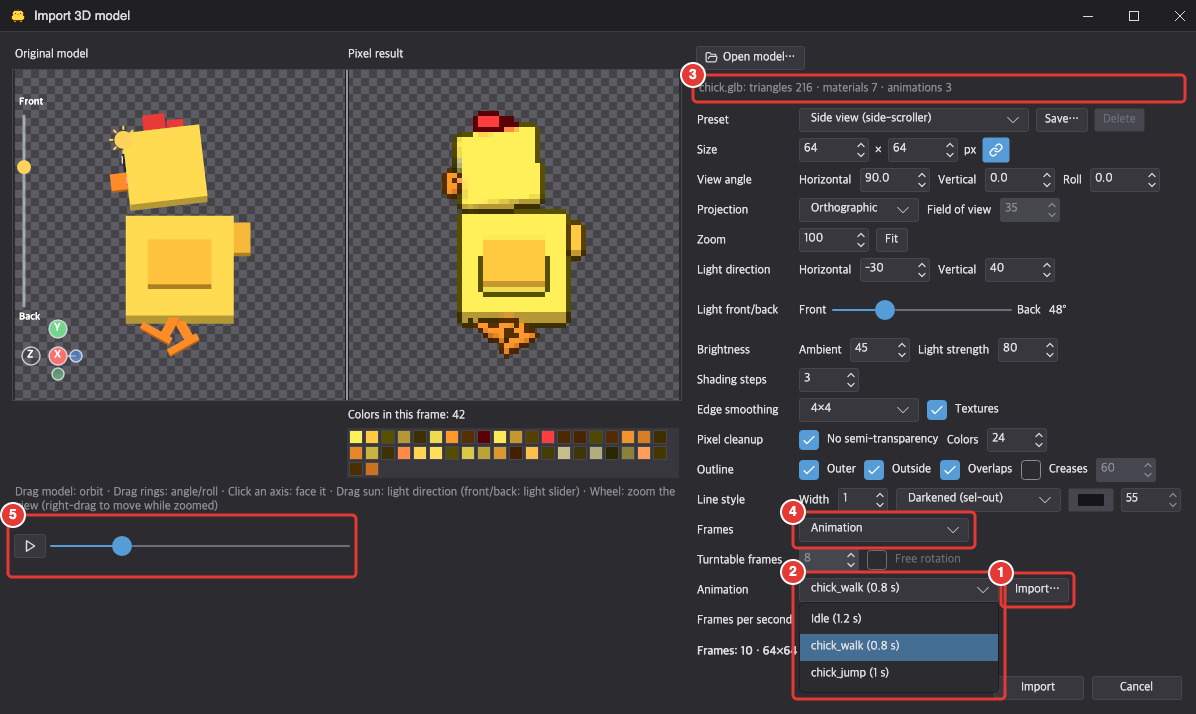 Import 3D model
Original model
Pixel result
Open model···
3
chick.glb: triangles 216 · materials 7 · animations 3
Front
Preset
Side view (side-scroller)
Save···
Delete
Size
64
×
64
px
View angle
Horizontal
90.0
Vertical
0.0
Roll
0.0
Projection
Orthographic
Field of view
35
Zoom
100
Fit
Light direction
Horizontal
-30
Vertical
40
Back
Light front/back
Front
Back
48°
Y
Z
X
Brightness
Ambient
45
Light strength
80
Shading steps
3
Colors in this frame: 42
Edge smoothing
4×4
Textures
Pixel cleanup
No semi-transparency
Colors
24
Outline
Outer
Outside
Overlaps
Creases
60
Drag model: orbit · Drag rings: angle/roll · Click an axis: face it · Drag sun: light direction (front/back: light slider) · Wheel: zoom the
view (right-drag to move while zoomed)
Line style
Width
1
Darkened (sel-out)
55
5
4
Frames
Animation
Turntable frames
8
Free rotation
2
1
Animation
chick_walk (0.8 s)
Import···
Frames per second
Idle (1.2 s)
chick_walk (0.8 s)
chick_jump (1 s)
Frames: 10 · 64×64
Import
Cancel